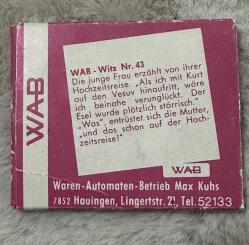 WAB
WAB - Witz Nr. 43
Die junge Frau erzählt von ihrer
Hochzeitsreise. „Als ich mit Kurt
auf den Vesuv hinaufritt, wäre
ich beinahe verunglückt. Der
Esel wurde plötzlich störrisch."
„Was", entrüstet sich die Mutter,
„und das schon auf der Hoch-
zeitsreise!"
WAB
Waren-Automaten-Betrieb Max Kuhs
7852 Hauingen, Lingertstr. 21, Tel. 52133